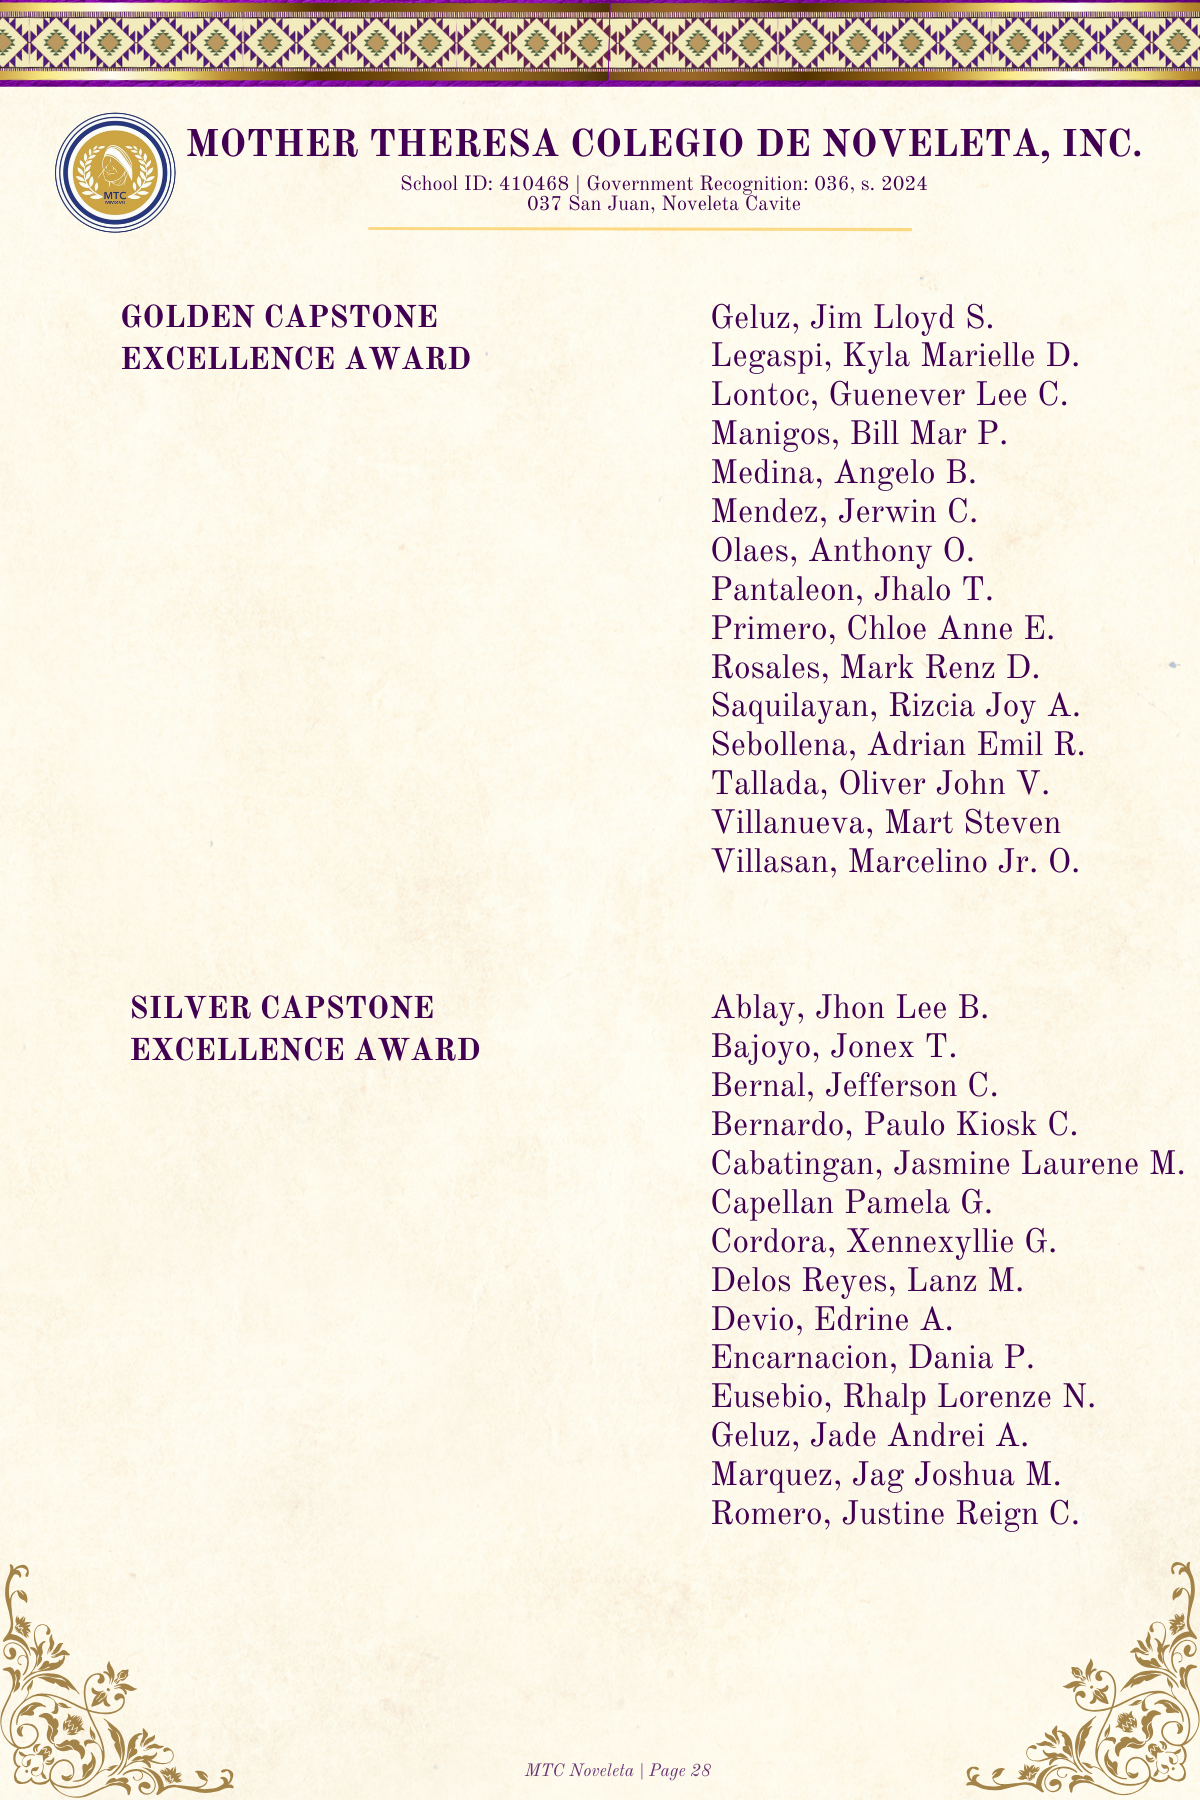 MOTHER THERESA COLEGIO DE NOVELETA, INC.
School ID: 410468 | Government Recognition: 036, s. 2024
037 San Juan, Noveleta Cavite
MTC
GOLDEN CAPSTONE
EXCELLENCE AWARD
Geluz, Jim Lloyd S.
Legaspi, Kyla Marielle D.
Lontoc, Guenever Lee C.
Manigos, Bill Mar P.
Medina, Angelo B.
Mendez, Jerwin C.
Olaes, Anthony O.
Pantaleon, Jhalo T.
Primero, Chloe Anne E.
Rosales, Mark Renz D.
Saquilayan, Rizcia Joy A.
Sebollena, Adrian Emil R.
Tallada, Oliver John V.
Villanueva, Mart Steven
Villasan, Marcelino Jr. O.
SILVER CAPSTONE
EXCELLENCE AWARD
Ablay, Jhon Lee B.
Bajoyo, Jonex T.
Bernal, Jefferson C.
Bernardo, Paulo Kiosk C.
Cabatingan, Jasmine Laurene M.
Capellan Pamela G.
Cordora, Xennexyllie G.
Delos Reyes, Lanz M.
Devio, Edrine A.
Encarnacion, Dania P.
Eusebio, Rhalp Lorenze N.
Geluz, Jade Andrei A.
Marquez, Jag Joshua M.
Romero, Justine Reign C.
MTC Noveleta | Page 28